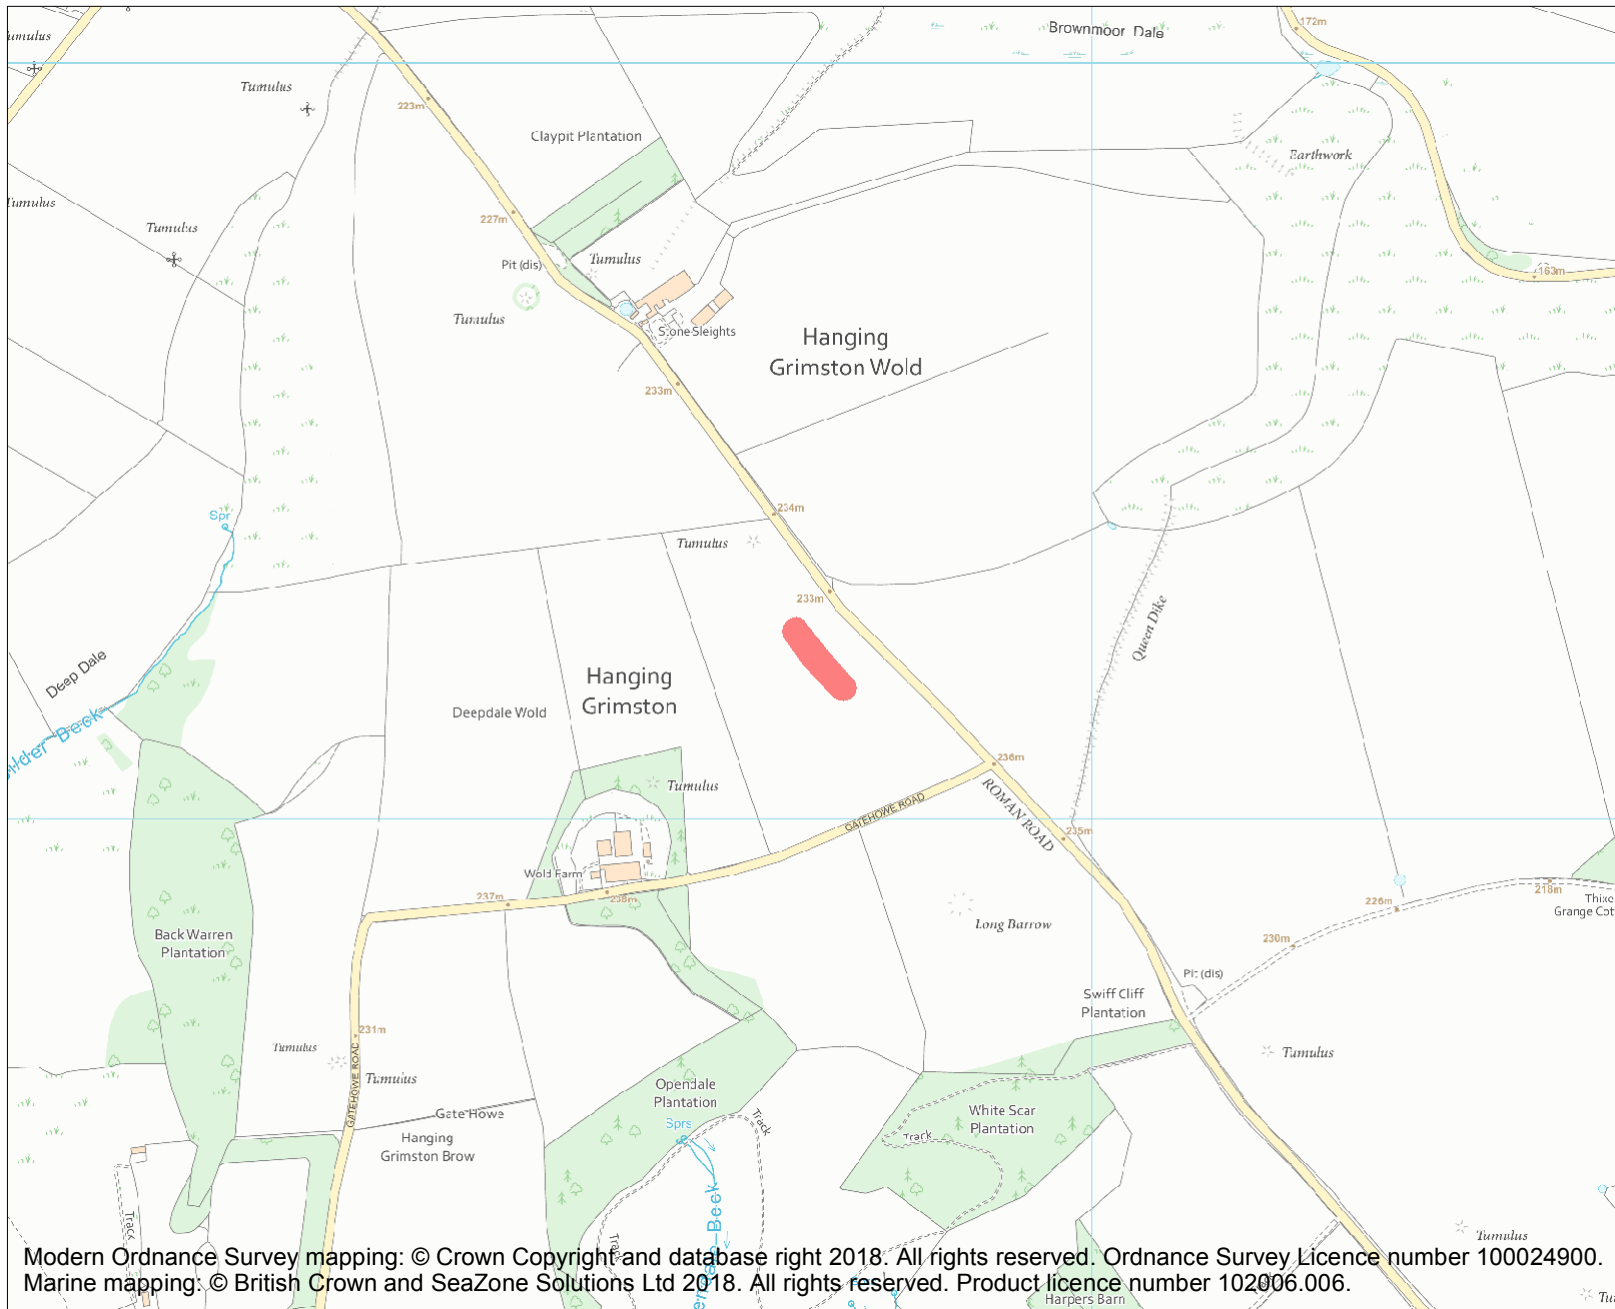 Brownmoor Dale
172m
umulus
Tumulus
223m
Claypit Plantation
Earthwork
Tumulus
Tumulus
227m
Tumulus
Pit (dis)
163m
Tumulus
Stone Sleights
Hanging
Grimston Wold
233m
234m
Spr
Tumulus
233m
Queen Dike
Deep Dale
Hanging
Grimston
Deepdale Wold
236m
Tumulus
GATEHOWE ROAD
ROMAN ROAD
235m
Wold Farm
237m
238m
218m
226m
Thixe
Grange Cot
Long Barrow
Back Warren
Plantation
230m
Pit (dis)
Swiff Cliff
Plantation
231m
Tumulus
Tumulus
Tumulus
GATEHOWE ROAD
Opendale
Plantation
Gate Howe
Hanging
Grimston Brow
Sprs
Track
White Scar
Plantation
Track
Track
Track
Tumulus
Modern Ordnance Survey mapping: © Crown Copyright and database right 2018. All rights reserved. Ordnance Survey Licence number 100024900.
Marine mapping: © British Crown and SeaZone Solutions Ltd 2018. All rights reserved. Product licence number 102006.006.
Harpers Barn